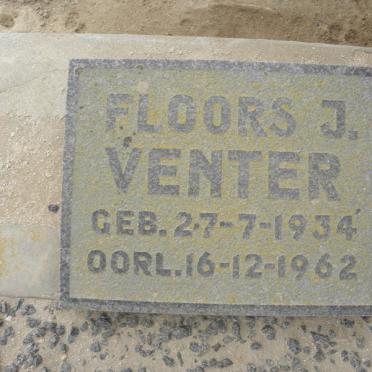 FLOORS J.
VENTER
GEB. 27-7-1934
OORL. 16-12-1962